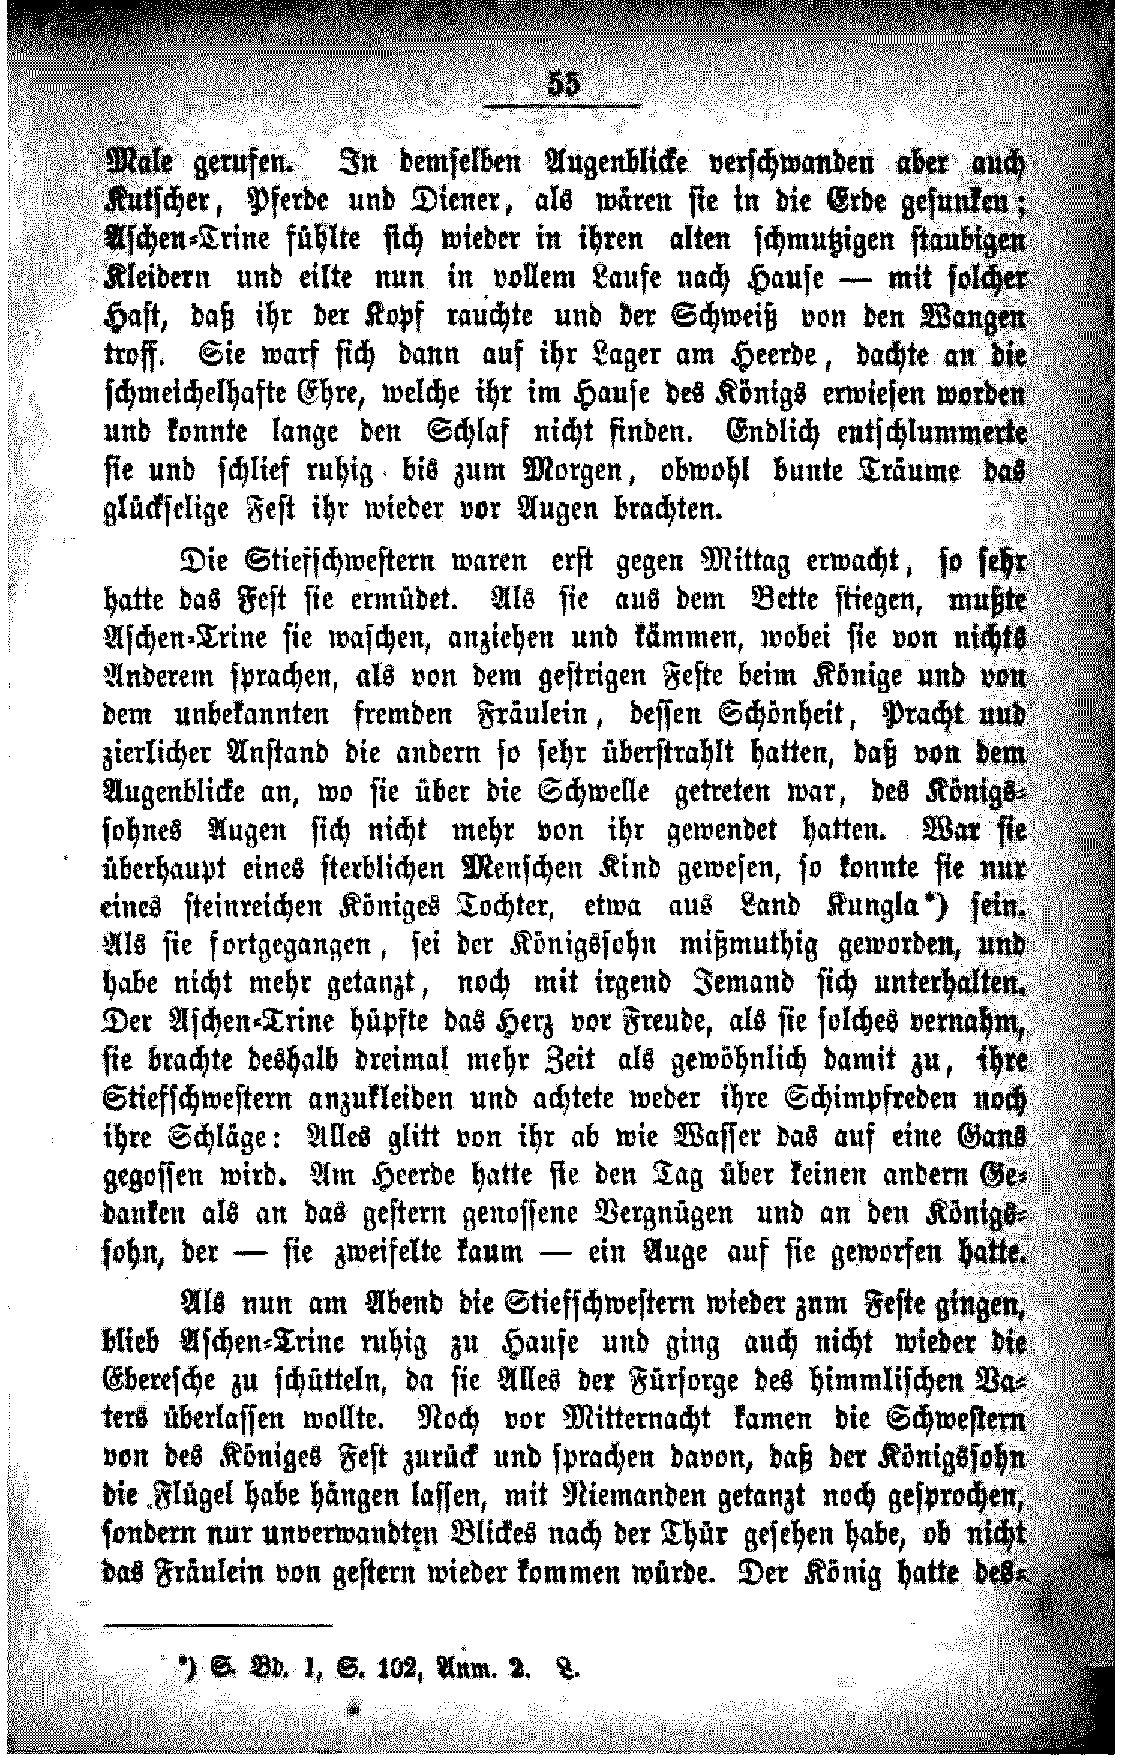 55
Male gerufen. In demselben Augenblicke verschwanden aber auch
Kutscher, Pferde und Diener, als wären sie in die Erde gesunken;
Aschen-Trine fühlte sich wieder in ihren alten schmutzigen staubigen
Kleidern und eilte nun in vollem Laufe nach Hause — mit solcher
Hast, daß ihr der Kopf rauchte und der Schweiß von den Wangen
troff. Sie warf sich dann auf ihr Lager am Heerde, dachte an die
schmeichelhafte Ehre, welche ihr im Hause des Königs erwiesen worden
und konnte lange den Schlaf nicht finden. Endlich entschlummerte
sie und schlief ruhig bis zum Morgen, obwohl bunte Träume das
glückselige Fest ihr wieder vor Augen brachten.
Die Stiefschwestern waren erst gegen Mittag erwacht, so sehr
hatte das Fest sie ermüdet. Als sie aus dem Bette stiegen, mußte
Aschen-Trine sie waschen, anziehen und kämmen, wobei sie von nichts
Anderem sprachen, als von dem gestrigen Feste beim Könige und von
dem unbekannten fremden Fräulein, dessen Schönheit, Pracht und
zierlicher Anstand die andern so sehr überstrahlt hatten, daß von dem
Augenblicke an, wo sie über die Schwelle getreten war, des Königs-
sohnes Augen sich nicht mehr von ihr gewendet hatten. War sie
überhaupt eines sterblichen Menschen Kind gewesen, so konnte sie nur
eines steinreichen Königes Tochter, etwa aus Land Kungla*) sein.
Als sie fortgegangen, sei der Königssohn mißmuthig geworden, und
habe nicht mehr getanzt, noch mit irgend Jemand sich unterhalten.
Der Aschen-Trine hüpfte das Herz vor Freude, als sie solches vernahm,
sie brachte deshalb dreimal mehr Zeit als gewöhnlich damit zu, ihre
Stiefschwestern anzukleiden und achtete weder ihre Schimpfreden noch
ihre Schläge: Alles glitt von ihr ab wie Wasser das auf eine Gans
gegossen wird. Am Heerde hatte sie den Tag über keinen andern Ge-
danken als an das gestern genossene Vergnügen und an den Königs-
sohn, der — sie zweifelte kaum — ein Auge auf sie geworfen hatte.
Als nun am Abend die Stiefschwestern wieder znm Feste gingen,
blieb Aschen-Trine ruhig zu Hause und ging auch nicht wieder die
Eberesche zu schütteln, da sie Alles der Fürsorge des himmlischen Va-
ters überlassen wollte. Noch vor Mitternacht kamen die Schwestern
von des Königes Fest zurück und sprachen davon, daß der Königssohn
die Flügel habe hängen lassen, mit Niemanden getanzt noch gesprochen,
sondern nur unverwandten Blickes nach der Thür gesehen habe, ob nicht
das Fräulein von gestern wieder kommen würde. Der König hatte des-
*) S. Bd. 1, S. 102, Anm. 2. L.